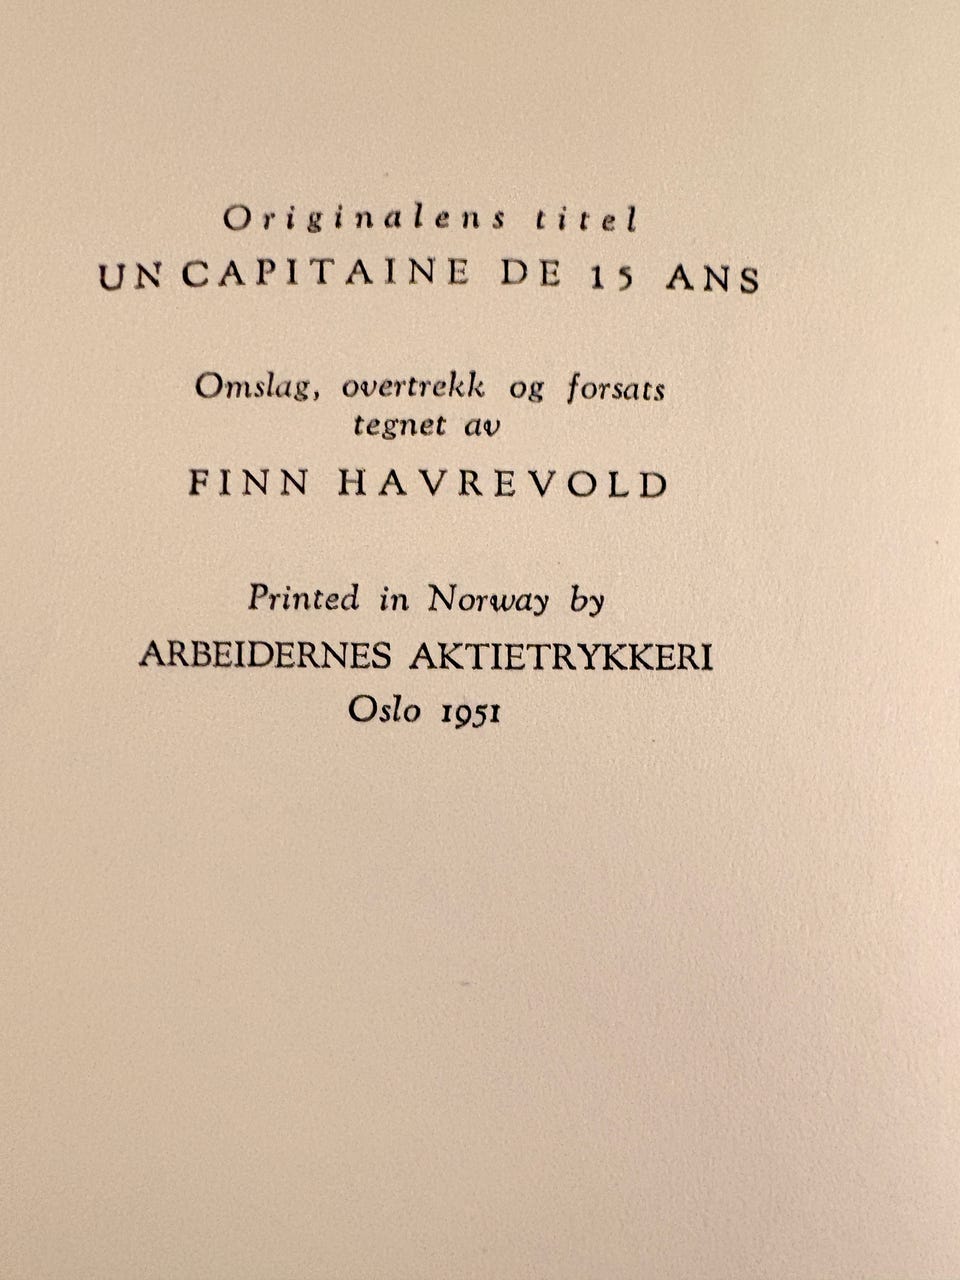 Originalens titel
UN CAPITAINE DE 15 ANS
Omslag, overtrekk og forsats
tegnet av
FINN HAVREVOLD
Printed in Norway by
ARBEIDERNES AKTIETRYKKERI
Oslo 1951